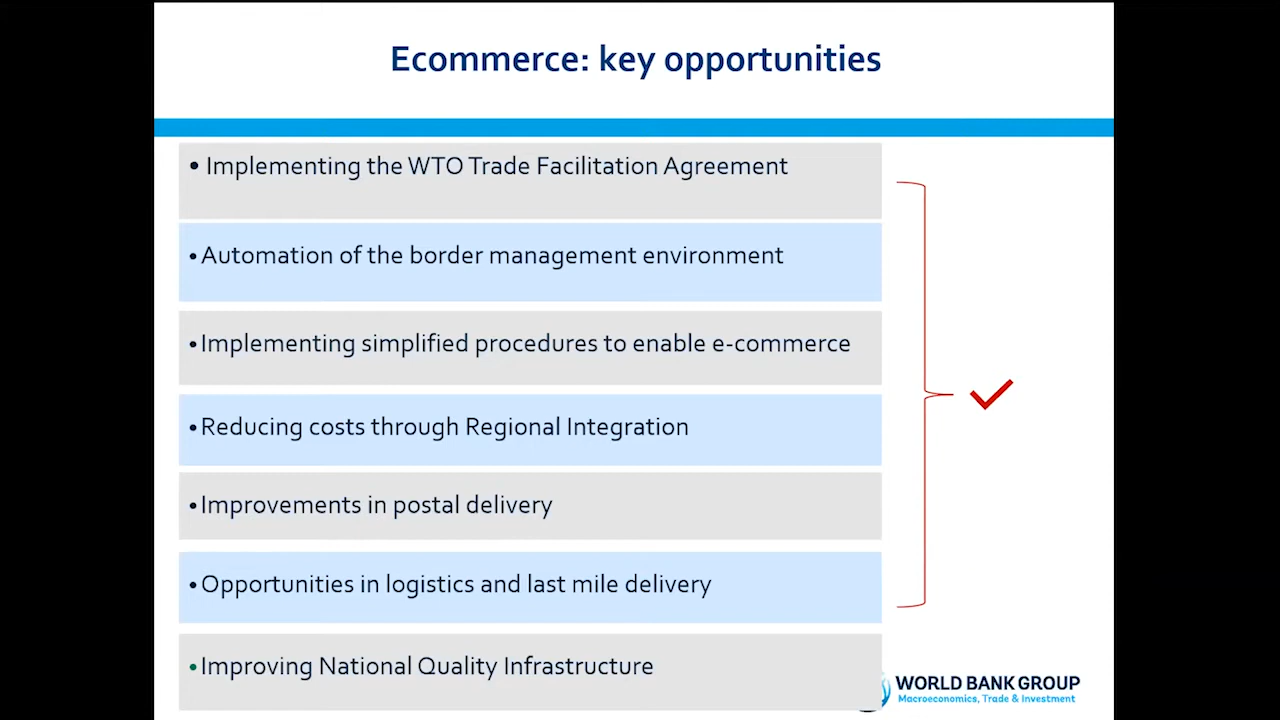 Ecommerce: key opportunities
• Implementing the WTO Trade Facilitation Agreement
• Automation of the border management environment
• Implementing simplified procedures to enable e-commerce
• Reducing costs through Regional Integration
• Improvements in postal delivery
• Opportunities in logistics and last mile delivery
• Improving National Quality Infrastructure
WORLD BANK GROUP
Macroeconomics, Trade & Investment